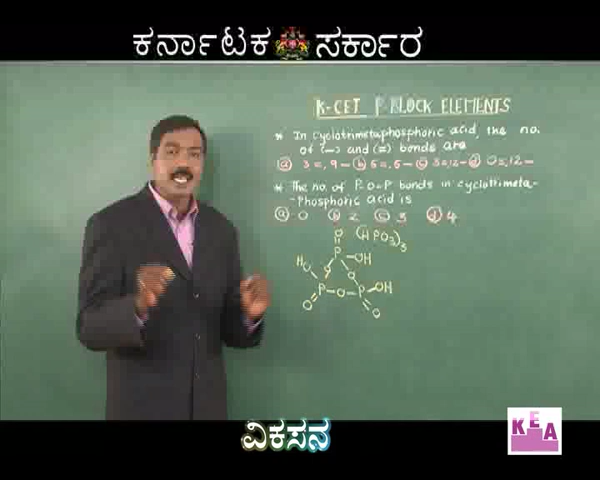 ಕರ್ನಾಟಕ ಸರ್ಕಾರ
K-CET P-BLOCK ELEMENTS
* In cyclotrimetaphosphoric acid, the no.
of (—) and (=) bonds are
(a) 3=, 9– (b) 6=, 6– (c) 3=, 12– (d) 0=, 12–
* The no. of P-O-P bonds in cyclotrimeta-
-Phosphoric acid is
(a) 0 (b) 2 (c) 3 (d) 4
O (HPO3)3
HO P OH
O O
P O P OH
O O
ವಿಕಸನ
KEA